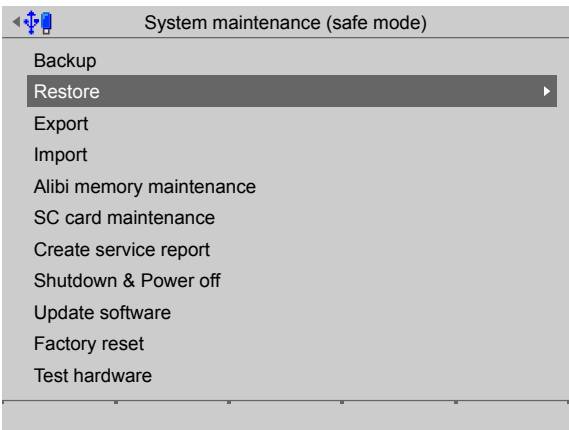 System maintenance (safe mode)
Backup
Restore
Export
Import
Alibi memory maintenance
SC card maintenance
Create service report
Shutdown & Power off
Update software
Factory reset
Test hardware